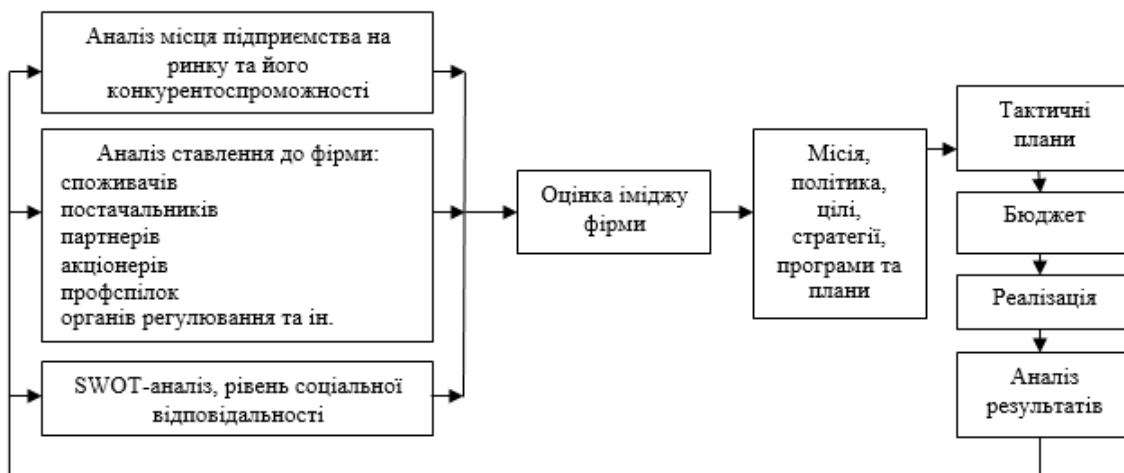 Аналіз місця підприємства на
ринку та його
конкурентоспроможності
Аналіз ставлення до фірми:
споживачів
постачальників
партнерів
акціонерів
профспілок
органів регулювання та ін.
SWOT-аналіз, рівень соціальної
відповідальності
Оцінка іміджу
фірми
Місія,
політика,
цілі,
стратегії,
програми та
плани
Тактичні
плани
Бюджет
Реалізація
Аналіз
результатів